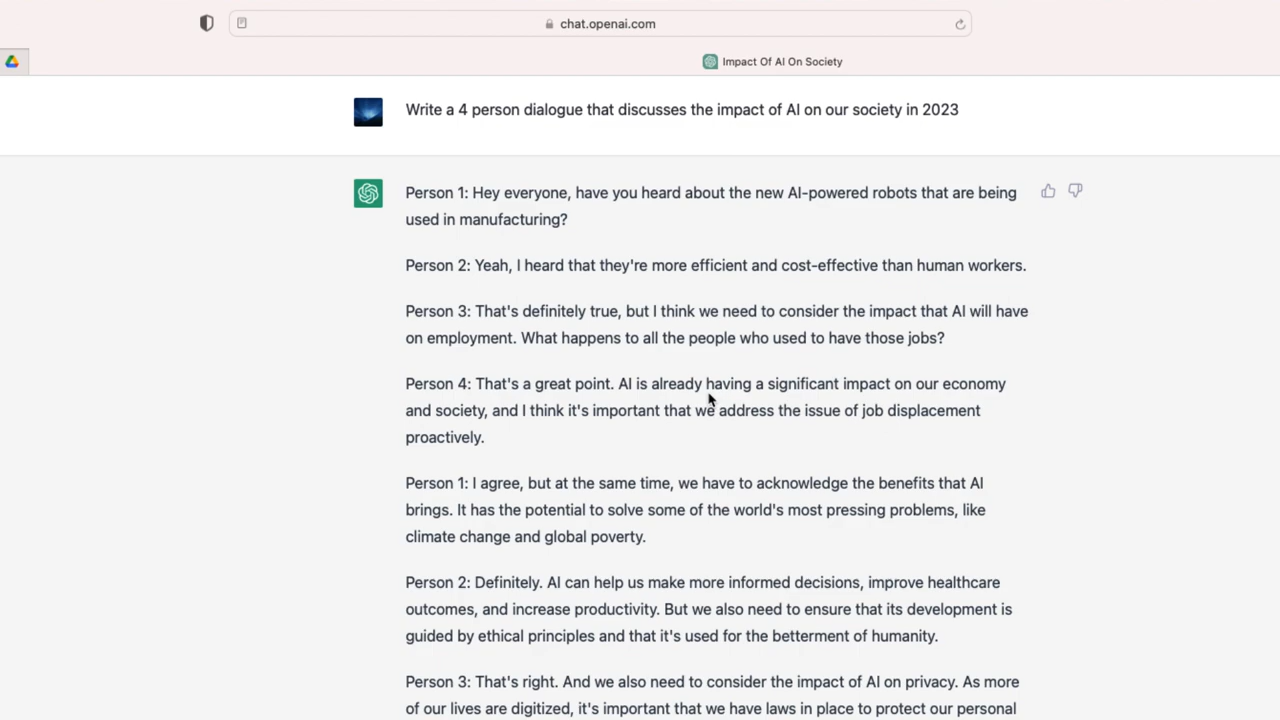 chat.openai.com
Impact Of AI On Society
Write a 4 person dialogue that discusses the impact of AI on our society in 2023
Person 1: Hey everyone, have you heard about the new AI-powered robots that are being
used in manufacturing?
Person 2: Yeah, I heard that they're more efficient and cost-effective than human workers.
Person 3: That's definitely true, but I think we need to consider the impact that AI will have
on employment. What happens to all the people who used to have those jobs?
Person 4: That's a great point. AI is already having a significant impact on our economy
and society, and I think it's important that we address the issue of job displacement
proactively.
Person 1: I agree, but at the same time, we have to acknowledge the benefits that AI
brings. It has the potential to solve some of the world's most pressing problems, like
climate change and global poverty.
Person 2: Definitely. AI can help us make more informed decisions, improve healthcare
outcomes, and increase productivity. But we also need to ensure that its development is
guided by ethical principles and that it's used for the betterment of humanity.
Person 3: That's right. And we also need to consider the impact of AI on privacy. As more
of our lives are digitized, it's important that we have laws in place to protect our personal